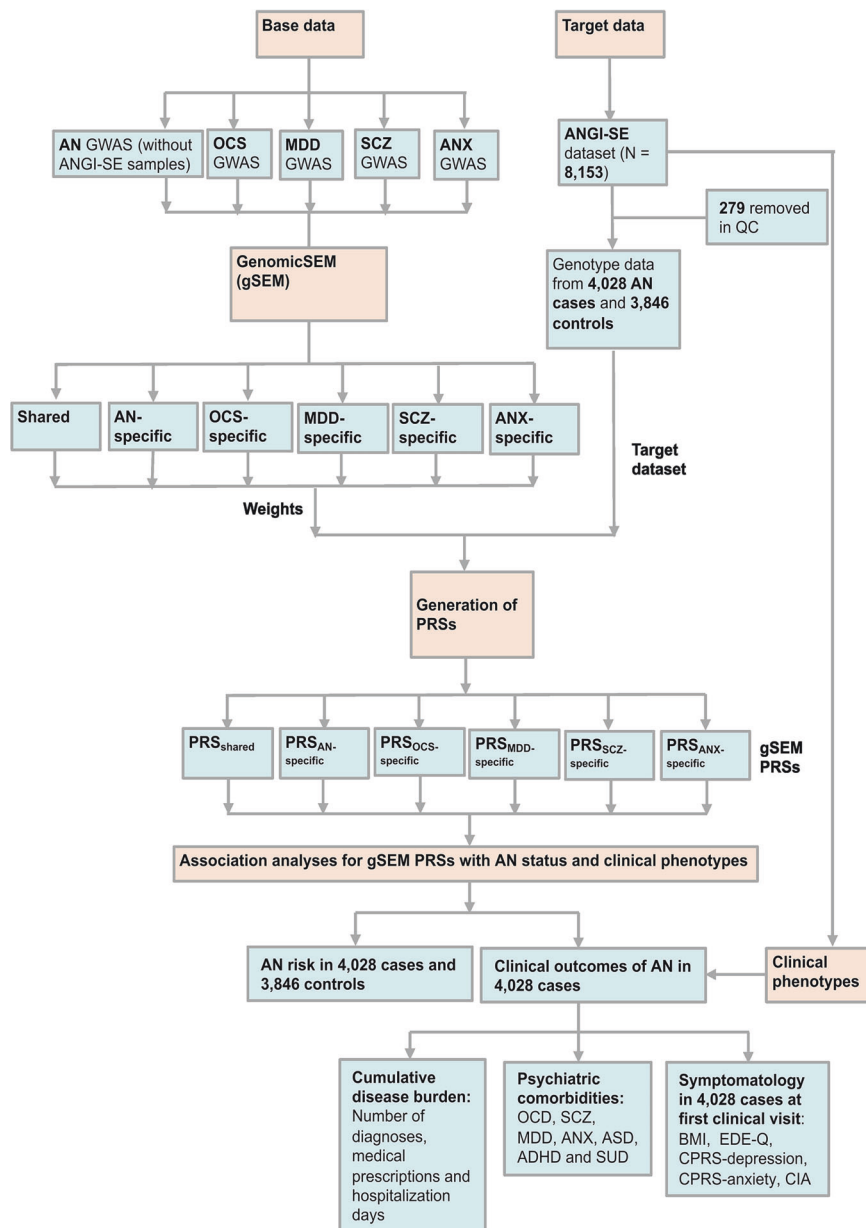 Base data
Target data
AN GWAS (without
ANGI-SE samples)
OCS
GWAS
MDD
GWAS
SCZ
GWAS
ANX
GWAS
ANGI-SE
dataset (N =
8,153)
279 removed
in QC
GenomicSEM
(gSEM)
Genotype data
from 4,028 AN
cases and 3,846
controls
Shared
AN-
specific
OCS-
specific
MDD-
specific
SCZ-
specific
ANX-
specific
Target
dataset
Weights
Generation of
PRSs
PRSshared
PRSAN-
specific
PRSOCS-
specific
PRSMDD-
specific
PRSSCZ-
specific
PRSANX-
specific
gSEM
PRSs
Association analyses for gSEM PRSs with AN status and clinical phenotypes
AN risk in 4,028 cases and
3,846 controls
Clinical outcomes of AN in
4,028 cases
Clinical
phenotypes
Cumulative
disease burden:
Number of
diagnoses,
medical
prescriptions and
hospitalization
days
Psychiatric
comorbidities:
OCD, SCZ,
MDD, ANX, ASD,
ADHD and SUD
Symptomatology
in 4,028 cases at
first clinical visit:
BMI, EDE-Q,
CPRS-depression,
CPRS-anxiety, CIA